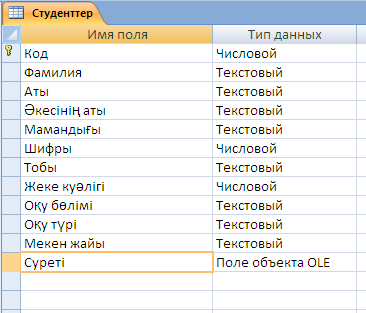 Студенттер
Имя поля Тип данных
Код Числовой
Фамилия Текстовый
Аты Текстовый
Әкесінің аты Текстовый
Мамандығы Текстовый
Шифры Числовой
Тобы Текстовый
Жеке куәлігі Числовой
Оқу бөлімі Текстовый
Оқу түрі Текстовый
Мекен жайы Текстовый
Суреті Поле объекта OLE